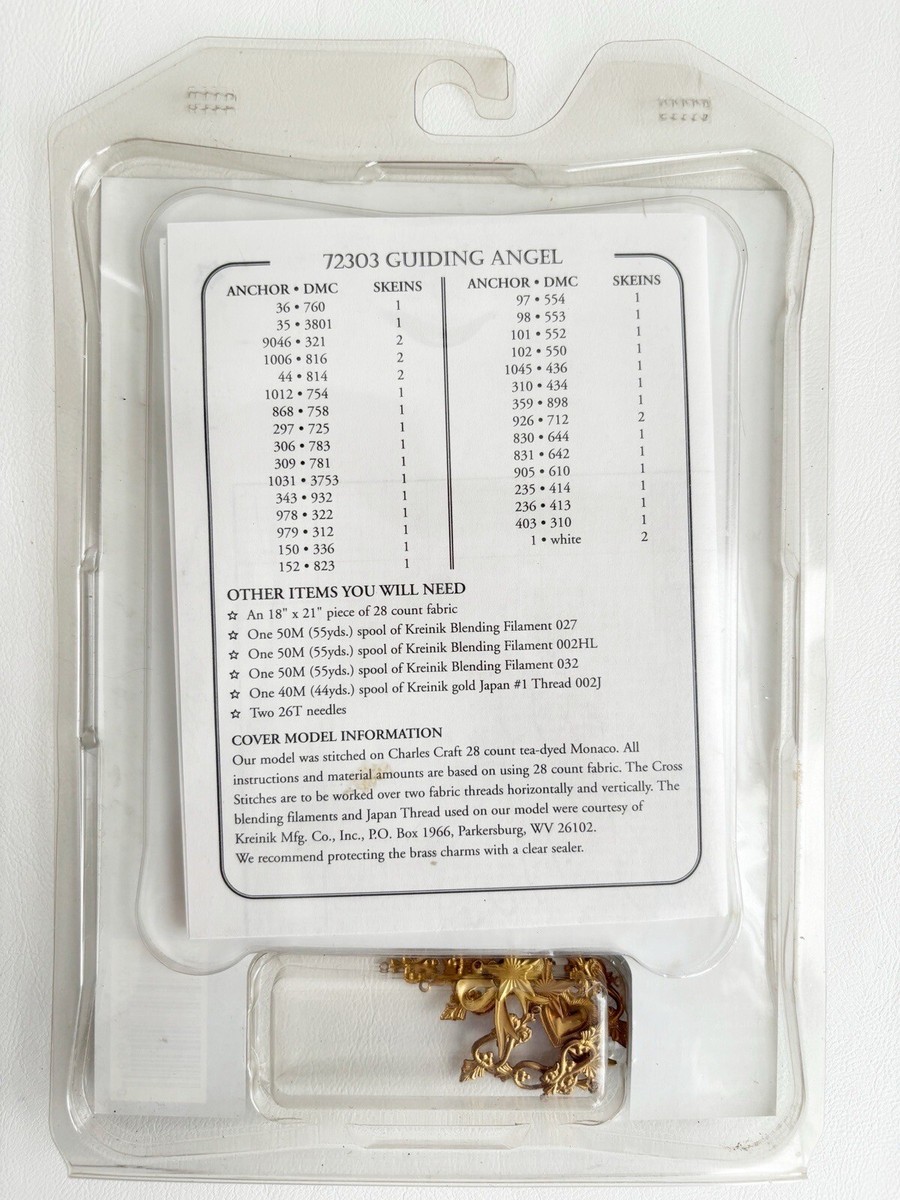 72303 GUIDING ANGEL
ANCHOR • DMC SKEINS
36 • 760 1
35 • 3801 1
9046 • 321 2
1006 • 816 2
44 • 814 2
1012 • 754 1
868 • 758 1
297 • 725 1
306 • 783 1
309 • 781 1
1031 • 3753 1
343 • 932 1
978 • 322 1
979 • 312 1
150 • 336 1
152 • 823 1
ANCHOR • DMC SKEINS
97 • 554 1
98 • 553 1
101 • 552 1
102 • 550 1
1045 • 436 1
310 • 434 1
359 • 898 1
926 • 712 2
830 • 644 1
831 • 642 1
905 • 610 1
235 • 414 1
236 • 413 1
403 • 310 1
1 • white 2
OTHER ITEMS YOU WILL NEED
☆ An 18" x 21" piece of 28 count fabric
☆ One 50M (55yds.) spool of Kreinik Blending Filament 027
☆ One 50M (55yds.) spool of Kreinik Blending Filament 002HL
☆ One 50M (55yds.) spool of Kreinik Blending Filament 032
☆ One 40M (44yds.) spool of Kreinik gold Japan #1 Thread 002J
☆ Two 26T needles
COVER MODEL INFORMATION
Our model was stitched on Charles Craft 28 count tea-dyed Monaco. All
instructions and material amounts are based on using 28 count fabric. The Cross
Stitches are to be worked over two fabric threads horizontally and vertically. The
blending filaments and Japan Thread used on our model were courtesy of
Kreinik Mfg. Co., Inc., P.O. Box 1966, Parkersburg, WV 26102.
We recommend protecting the brass charms with a clear sealer.